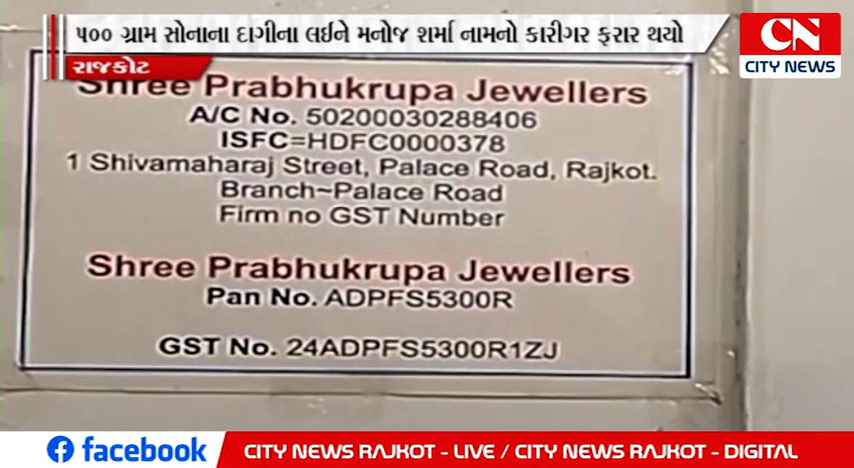 ૫૦૦ ગ્રામ સોનાના દાગીના લઈને મનોજ શર્મા નામનો કારીગર ફરાર થયો
રાજકોટ
CN
CITY NEWS
Shree Prabhukrupa Jewellers
A/C No. 50200030288406
ISFC=HDFC0000378
1 Shivamaharaj Street, Palace Road, Rajkot.
Branch~Palace Road
Firm no GST Number
Shree Prabhukrupa Jewellers
Pan No. ADPFS5300R
GST No. 24ADPFS5300R1ZJ
facebook
CITY NEWS RAJKOT - LIVE / CITY NEWS RAJKOT - DIGITAL